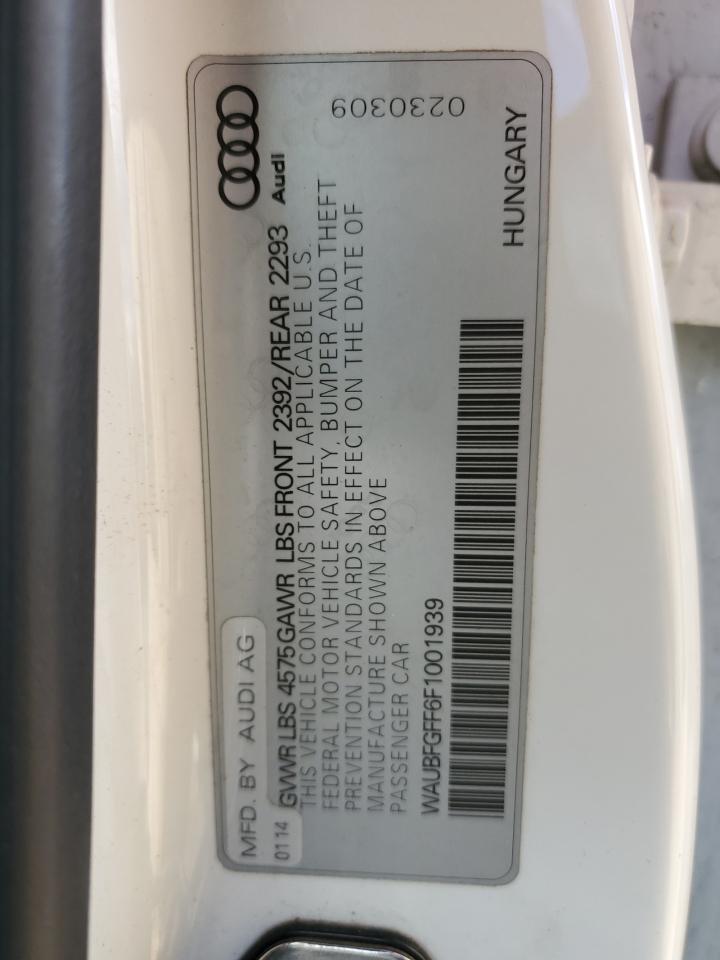 MFD. BY AUDI AG
01 14 GVWR LBS 4575GAWR LBS FRONT 2392/REAR 2293
Audi
THIS VEHICLE CONFORMS TO ALL APPLICABLE U.S.
FEDERAL MOTOR VEHICLE SAFETY, BUMPER AND THEFT
PREVENTION STANDARDS IN EFFECT ON THE DATE OF
MANUFACTURE SHOWN ABOVE
PASSENGER CAR
WAUBFGFF6F1001939
0230309
HUNGARY